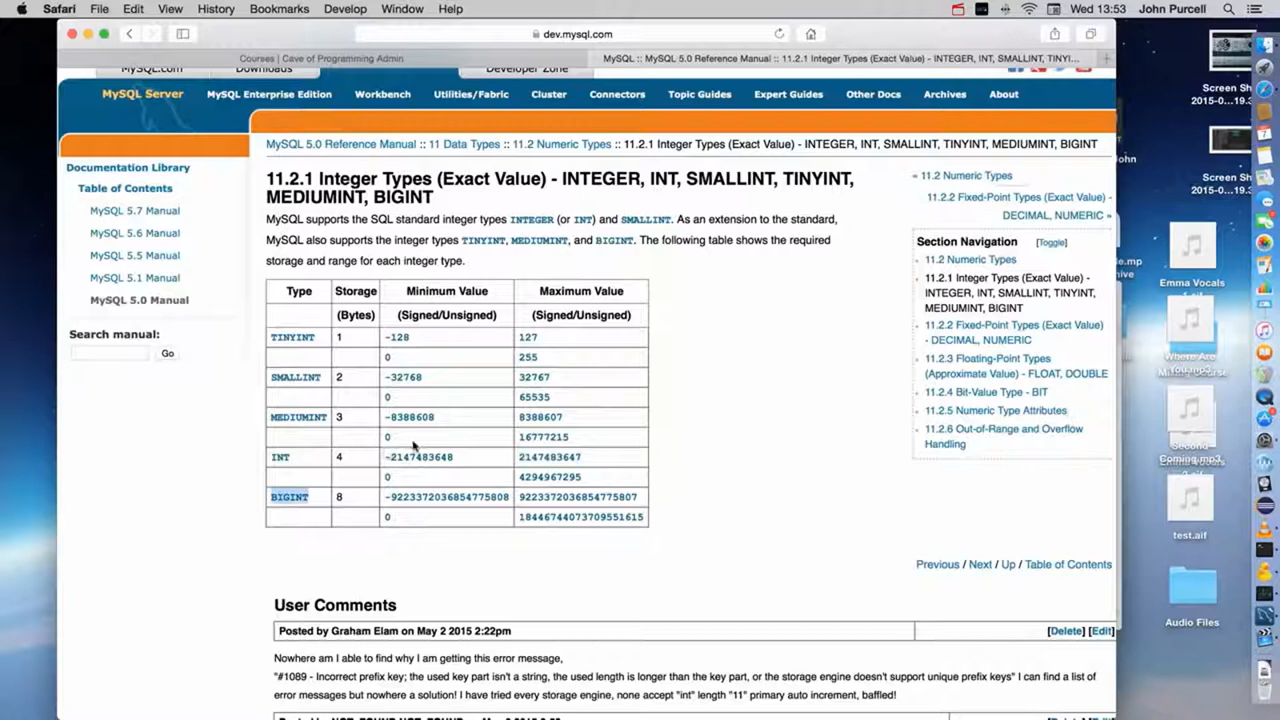 Safari File Edit View History Bookmarks Develop Window Help Wed 13:53 John Purcell
dev.mysql.com
Courses | Cave of Programming Admin MySQL :: MySQL 5.0 Reference Manual :: 11.2.1 Integer Types (Exact Value) - INTEGER, INT, SMALLINT, TINYI...
MySQL.com Downloads Developer Zone
MySQL Server MySQL Enterprise Edition Workbench Utilities/Fabric Cluster Connectors Topic Guides Expert Guides Other Docs Archives About
MySQL 5.0 Reference Manual :: 11 Data Types :: 11.2 Numeric Types :: 11.2.1 Integer Types (Exact Value) - INTEGER, INT, SMALLINT, TINYINT, MEDIUMINT, BIGINT
Documentation Library
Table of Contents
MySQL 5.7 Manual
MySQL 5.6 Manual
MySQL 5.5 Manual
MySQL 5.1 Manual
MySQL 5.0 Manual
Search manual:
Go
11.2.1 Integer Types (Exact Value) - INTEGER, INT, SMALLINT, TINYINT,
MEDIUMINT, BIGINT
MySQL supports the SQL standard integer types INTEGER (or INT) and SMALLINT. As an extension to the standard,
MySQL also supports the integer types TINYINT, MEDIUMINT, and BIGINT. The following table shows the required
storage and range for each integer type.
Type Storage Minimum Value Maximum Value
(Bytes) (Signed/Unsigned) (Signed/Unsigned)
TINYINT 1 -128 127
0 255
SMALLINT 2 -32768 32767
0 65535
MEDIUMINT 3 -8388608 8388607
0 16777215
INT 4 -2147483648 2147483647
0 4294967295
BIGINT 8 -9223372036854775808 9223372036854775807
0 18446744073709551615
« 11.2 Numeric Types
11.2.2 Fixed-Point Types (Exact Value) -
DECIMAL, NUMERIC »
Section Navigation [Toggle]
11.2 Numeric Types
11.2.1 Integer Types (Exact Value) -
INTEGER, INT, SMALLINT, TINYINT,
MEDIUMINT, BIGINT
11.2.2 Fixed-Point Types (Exact Value)
- DECIMAL, NUMERIC
11.2.3 Floating-Point Types
(Approximate Value) - FLOAT, DOUBLE
11.2.4 Bit-Value Type - BIT
11.2.5 Numeric Type Attributes
11.2.6 Out-of-Range and Overflow
Handling
Previous / Next / Up / Table of Contents
User Comments
Posted by Graham Elam on May 2 2015 2:22pm [Delete] [Edit]
Nowhere am I able to find why I am getting this error message,
"#1089 - Incorrect prefix key; the used key part isn't a string, the used length is longer than the key part, or the storage engine doesn't support unique prefix keys" I can find a list of
error messages but nowhere a solution! I have tried every storage engine, none accept "int" length "11" primary auto increment, baffled!
Screen Sh
2015-0...19.3
Screen Sh
2015-0...19.3
Emma Vocals
Second
Coming.mp3
Emma Vocals
test.aif
Audio Files